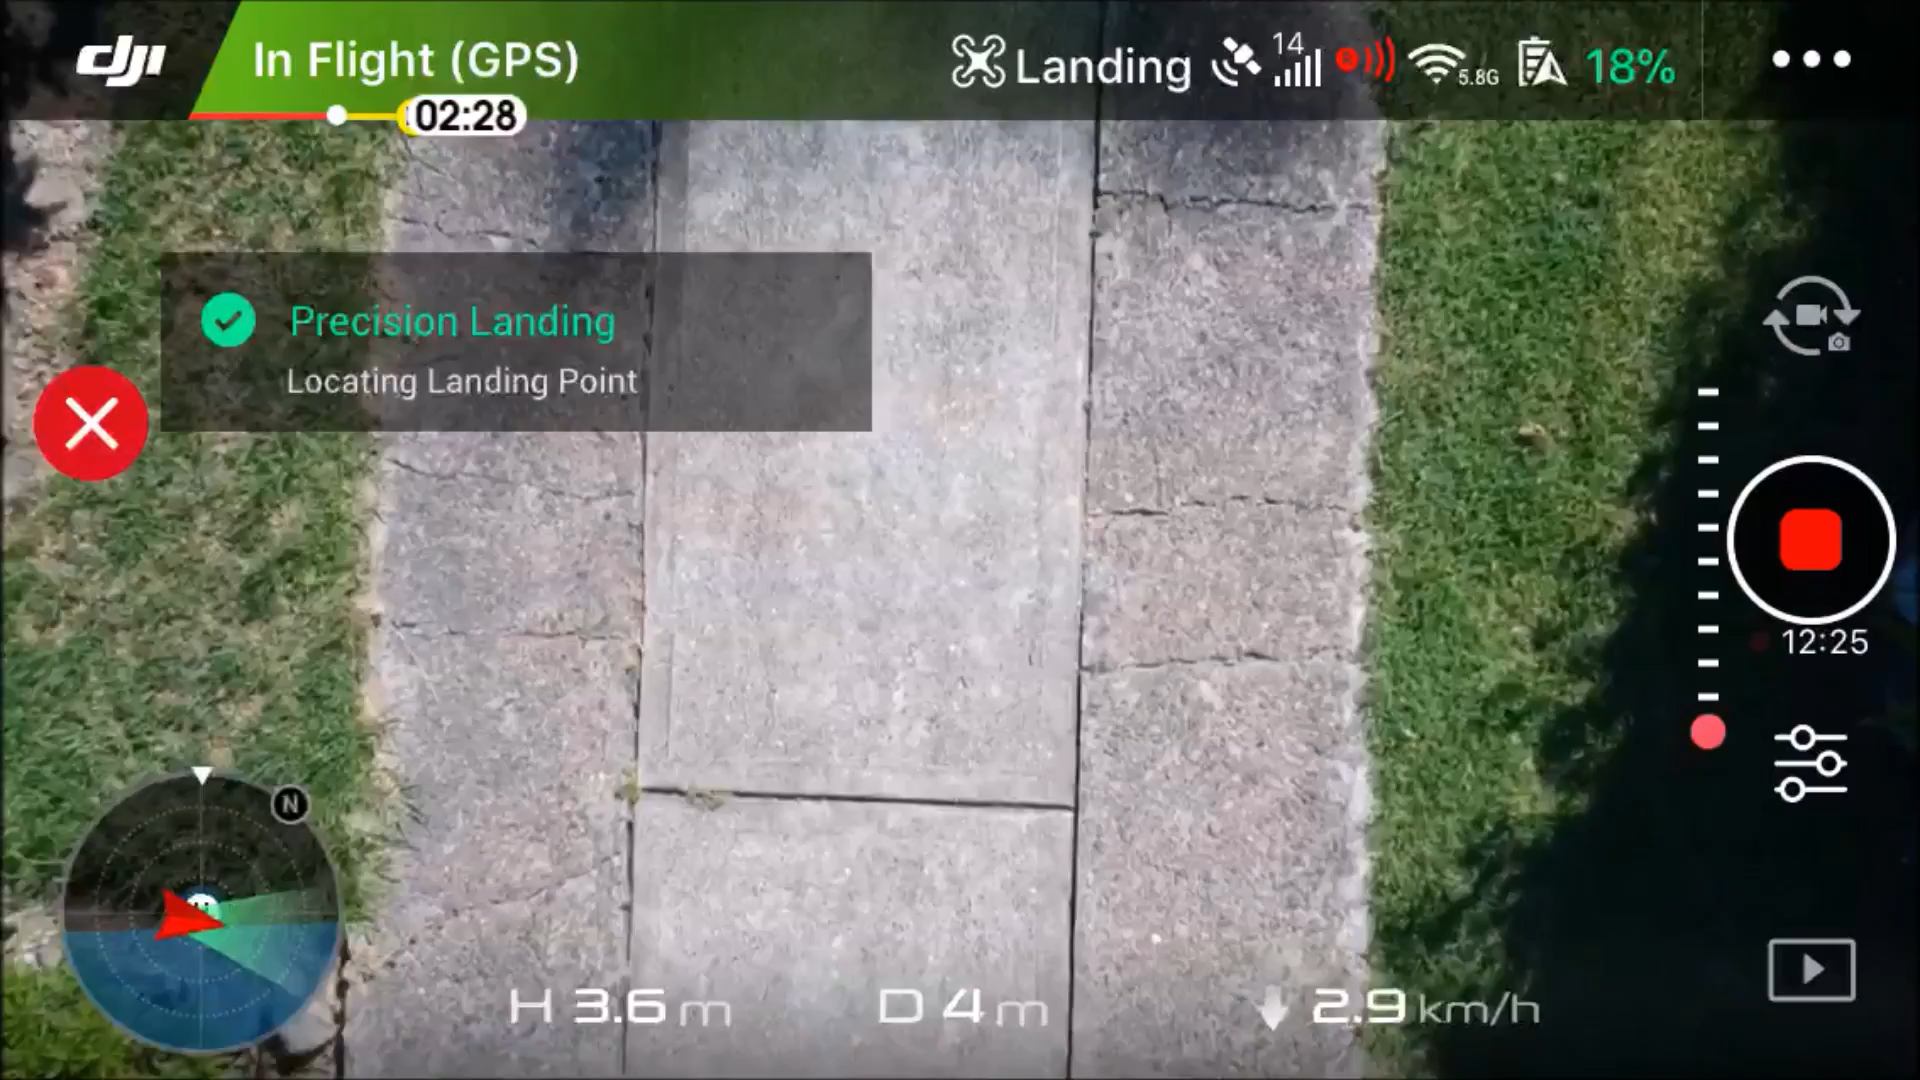 dji
In Flight (GPS)
Landing
14
5.8G
18%
02:28
Precision Landing
Locating Landing Point
12:25
N
H 3.6 m
D 4 m
2.9 km/h